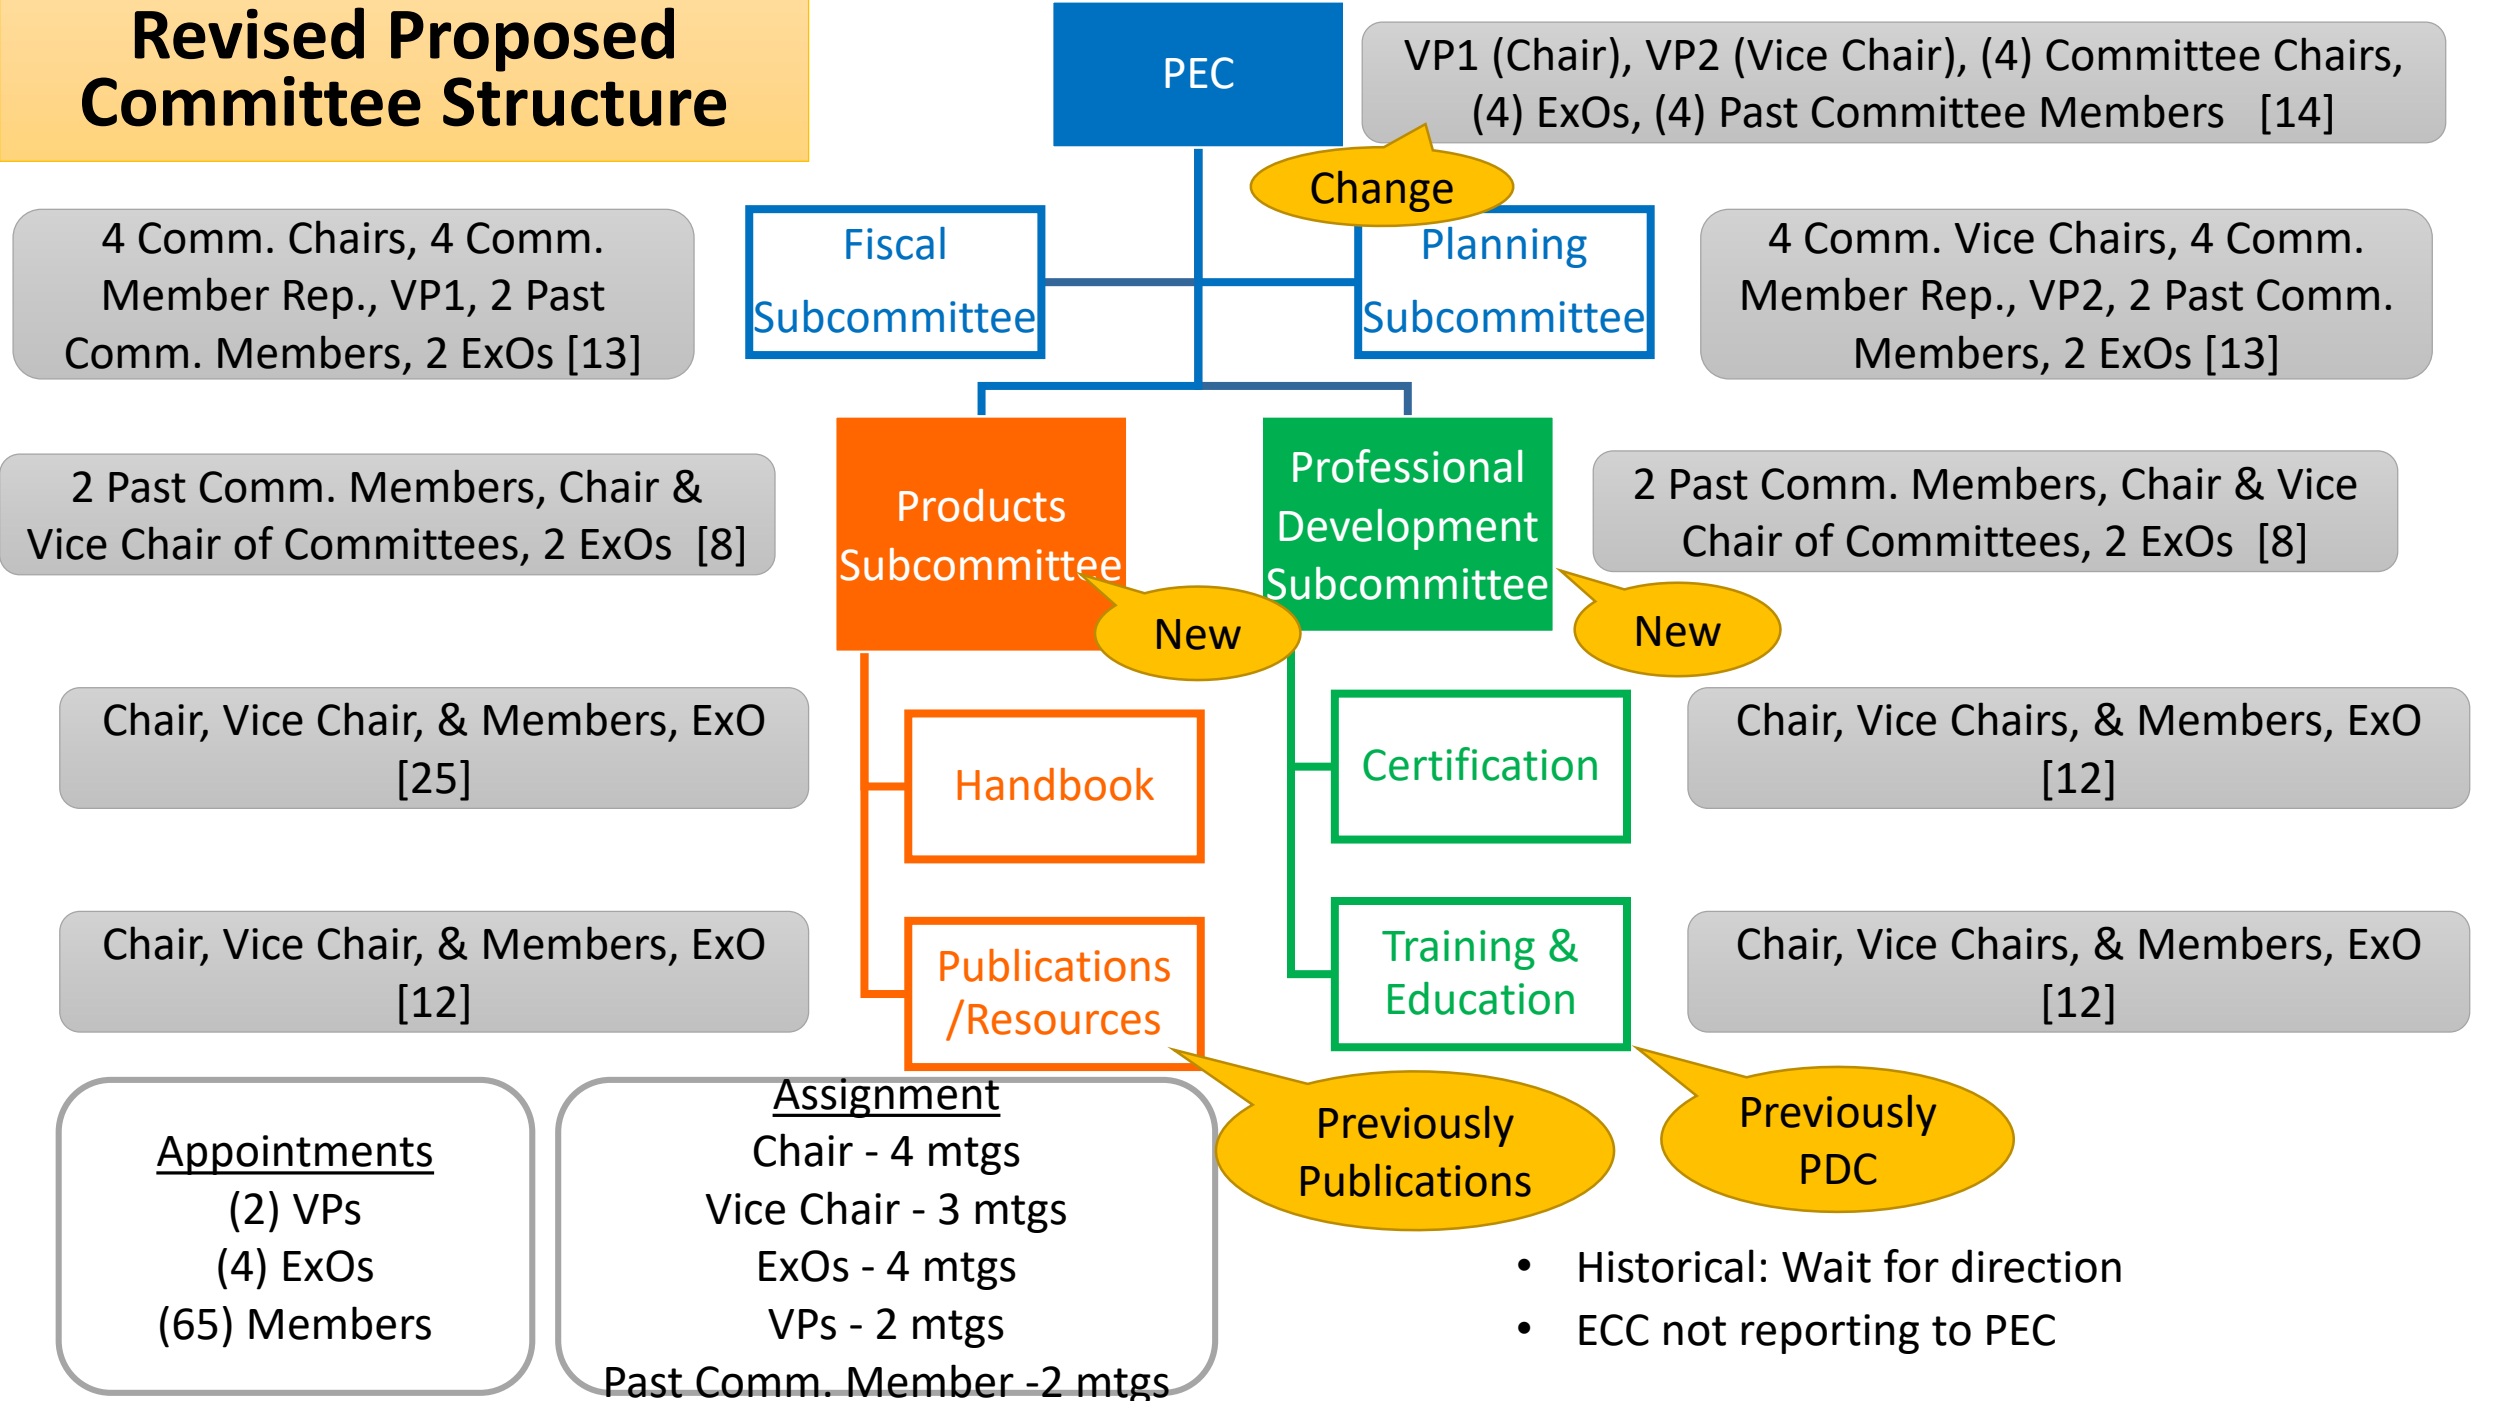 Revised Proposed
Committee Structure
PEC
VP1 (Chair), VP2 (Vice Chair), (4) Committee Chairs,
(4) ExOs, (4) Past Committee Members [14]
Change
4 Comm. Chairs, 4 Comm.
Member Rep., VP1, 2 Past
Comm. Members, 2 ExOs [13]
Fiscal
Subcommittee
Planning
Subcommittee
4 Comm. Vice Chairs, 4 Comm.
Member Rep., VP2, 2 Past Comm.
Members, 2 ExOs [13]
2 Past Comm. Members, Chair &
Vice Chair of Committees, 2 ExOs [8]
Products
Subcommittee
New
Professional
Development
Subcommittee
New
2 Past Comm. Members, Chair & Vice
Chair of Committees, 2 ExOs [8]
Chair, Vice Chair, & Members, ExO
[25]
Handbook
Certification
Chair, Vice Chairs, & Members, ExO
[12]
Chair, Vice Chair, & Members, ExO
[12]
Publications
/Resources
Training &
Education
Chair, Vice Chairs, & Members, ExO
[12]
Appointments
(2) VPs
(4) ExOs
(65) Members
Assignment
Chair - 4 mtgs
Vice Chair - 3 mtgs
ExOs - 4 mtgs
VPs - 2 mtgs
Past Comm. Member -2 mtgs
Previously
Publications
Previously
PDC
• Historical: Wait for direction
• ECC not reporting to PEC